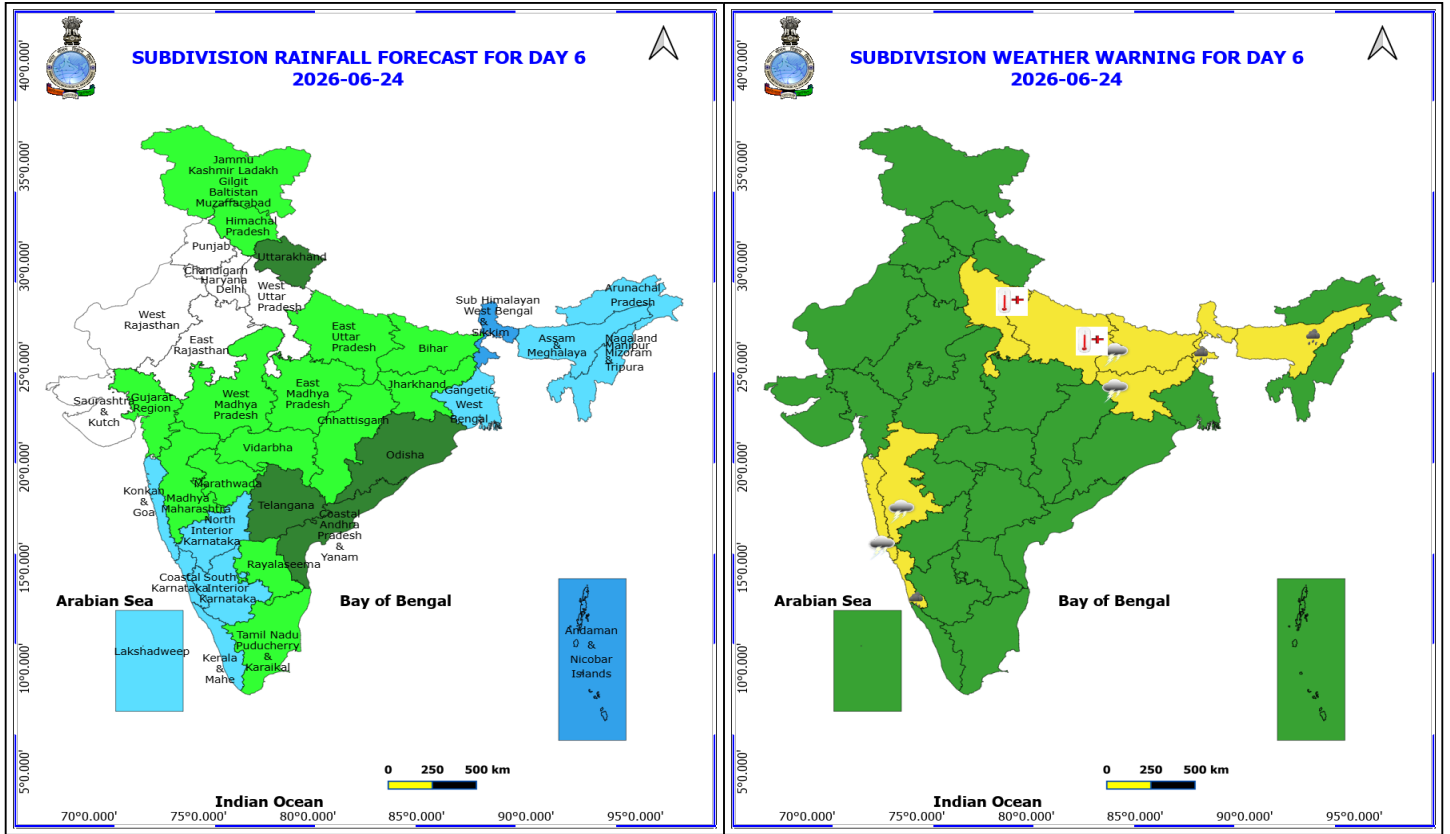 SUBDIVISION RAINFALL FORECAST FOR DAY 6
2026-06-24
40°0.000'
35°0.000'
30°0.000'
25°0.000'
20°0.000'
15°0.000'
10°0.000'
5°0.000'
Jammu
Kashmir Ladakh
Gilgit
Baltistan
Muzaffarabad
Himachal
Pradesh
Punjab
Uttarakhand
Chandigarh
Haryana
Delhi
West
Uttar
Pradesh
West
Rajasthan
East
Rajasthan
East
Uttar
Pradesh
Bihar
Sub Himalayan
West Bengal
&
Sikkim
Arunachal
Pradesh
Assam
&
Meghalaya
Nagaland
Manipur
Mizoram
&
Tripura
Saurashtra
&
Kutch
Gujarat
Region
West
Madhya
Pradesh
East
Madhya
Pradesh
Jharkhand
Gangetic
West
Bengal
Chhattisgarh
Vidarbha
Odisha
Konkan
&
Goa
Madhya
Maharashtra
Marathwada
Telangana
North
Interior
Karnataka
Coastal
Andhra
Pradesh
&
Yanam
Rayalaseema
Coastal
Karnataka
South
Interior
Karnataka
Arabian Sea
Bay of Bengal
Lakshadweep
Kerala
&
Mahe
Tamil Nadu
Puducherry
&
Karaikal
Andaman
&
Nicobar
Islands
0 250 500 km
Indian Ocean
70°0.000' 75°0.000' 80°0.000' 85°0.000' 90°0.000' 95°0.000'
SUBDIVISION WEATHER WARNING FOR DAY 6
2026-06-24
40°0.000'
35°0.000'
30°0.000'
25°0.000'
20°0.000'
15°0.000'
10°0.000'
5°0.000'
Arabian Sea
Bay of Bengal
0 250 500 km
Indian Ocean
70°0.000' 75°0.000' 80°0.000' 85°0.000' 90°0.000' 95°0.000'